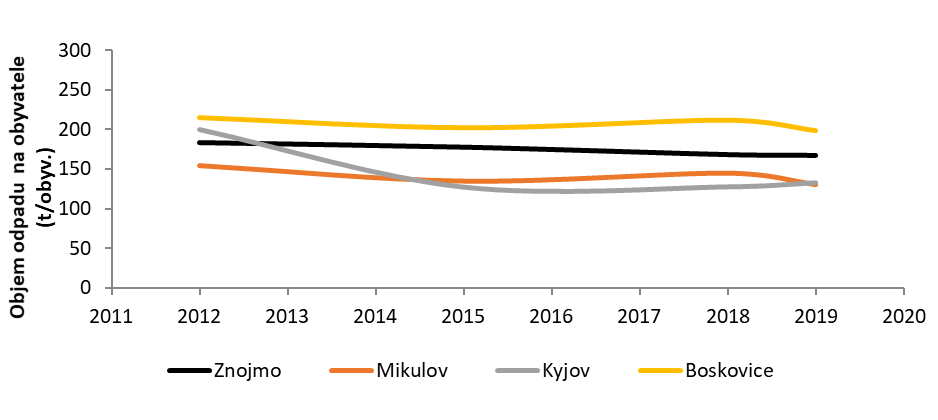 Objem odpadu na obyvatele
(t/obyv.)
300
250
200
150
100
50
0
2011 2012 2013 2014 2015 2016 2017 2018 2019 2020
Znojmo Mikulov Kyjov Boskovice